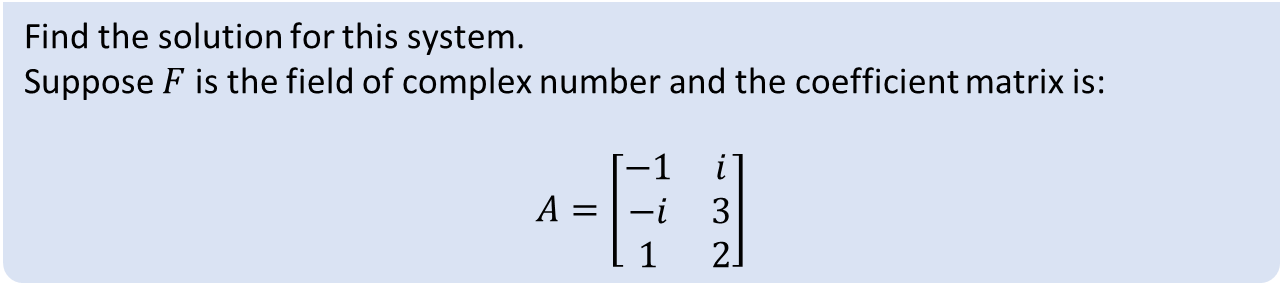 Find the solution for this system.
Suppose F is the field of complex number and the coefficient matrix is:
−1 i
A = −i 3
1 2